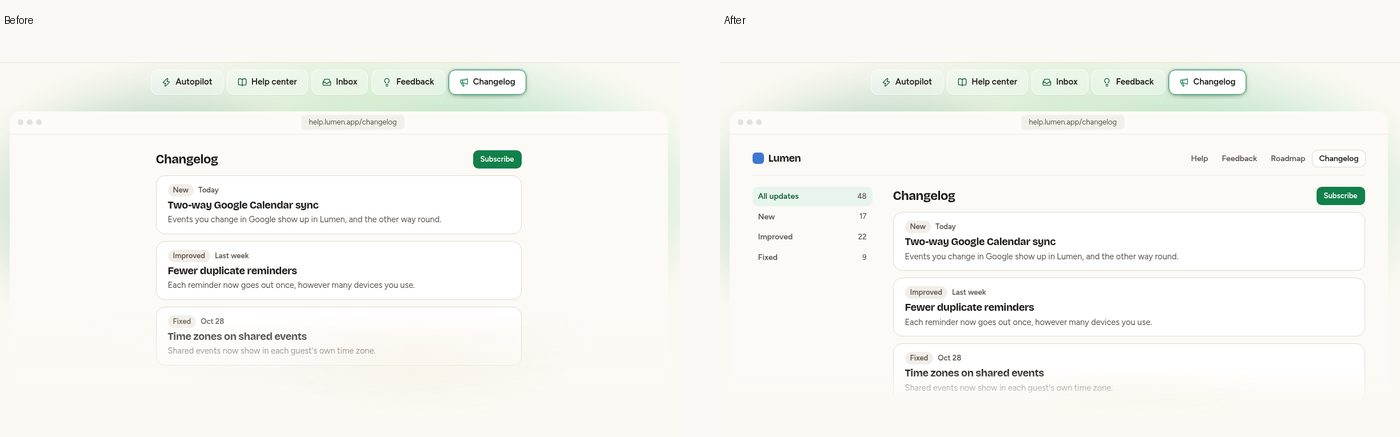 Before
Autopilot Help center Inbox Feedback Changelog
help.lumen.app/changelog
Changelog Subscribe
New Today
Two-way Google Calendar sync
Events you change in Google show up in Lumen, and the other way round.
Improved Last week
Fewer duplicate reminders
Each reminder now goes out once, however many devices you use.
Fixed Oct 28
Time zones on shared events
Shared events now show in each guest's own time zone.
After
Autopilot Help center Inbox Feedback Changelog
help.lumen.app/changelog
Lumen Help Feedback Roadmap Changelog
All updates 48
New 17
Improved 22
Fixed 9
Changelog Subscribe
New Today
Two-way Google Calendar sync
Events you change in Google show up in Lumen, and the other way round.
Improved Last week
Fewer duplicate reminders
Each reminder now goes out once, however many devices you use.
Fixed Oct 28
Time zones on shared events
Shared events now show in each guest's own time zone.